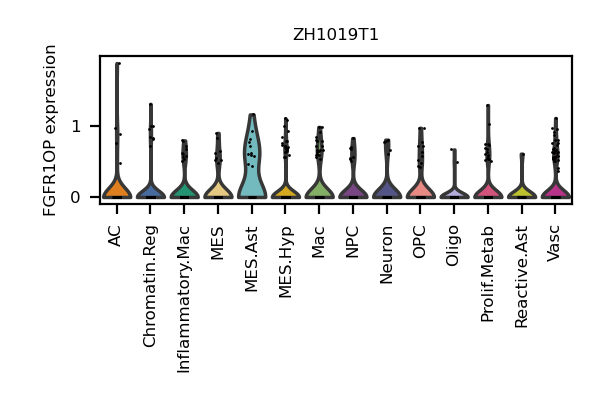 ZH1019T1
FGFR1OP expression
1
0
AC
Chromatin.Reg
Inflammatory.Mac
MES
MES.Ast
MES.Hyp
Mac
NPC
Neuron
OPC
Oligo
Prolif.Metab
Reactive.Ast
Vasc